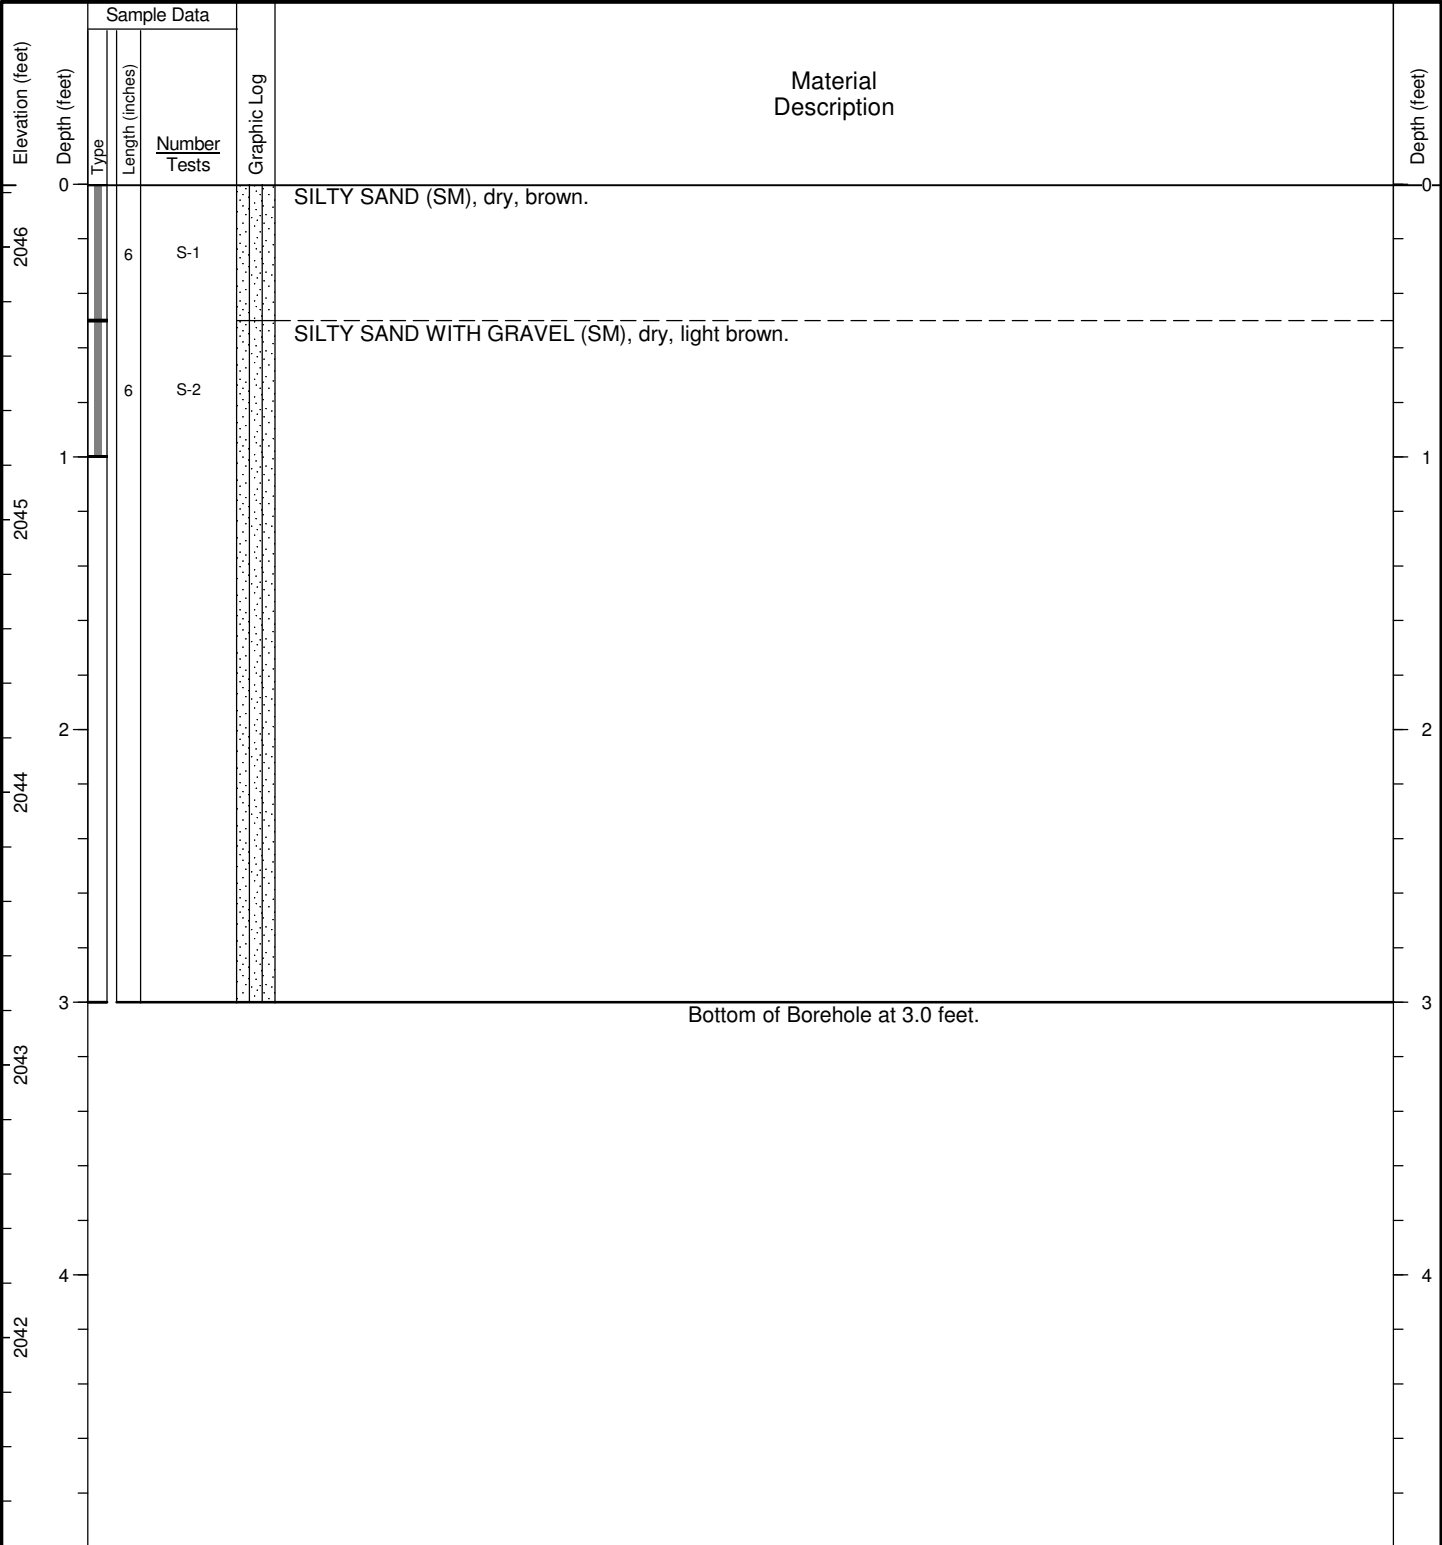 Sample Data
Elevation (feet)
Depth (feet)
Type
Length (inches)
Number
Tests
Graphic Log
Material
Description
Depth (feet)
0
SILTY SAND (SM), dry, brown.
0
2046
6
S-1
SILTY SAND WITH GRAVEL (SM), dry, light brown.
6
S-2
1
1
2045
2
2
2044
3
3
Bottom of Borehole at 3.0 feet.
2043
4
4
2042